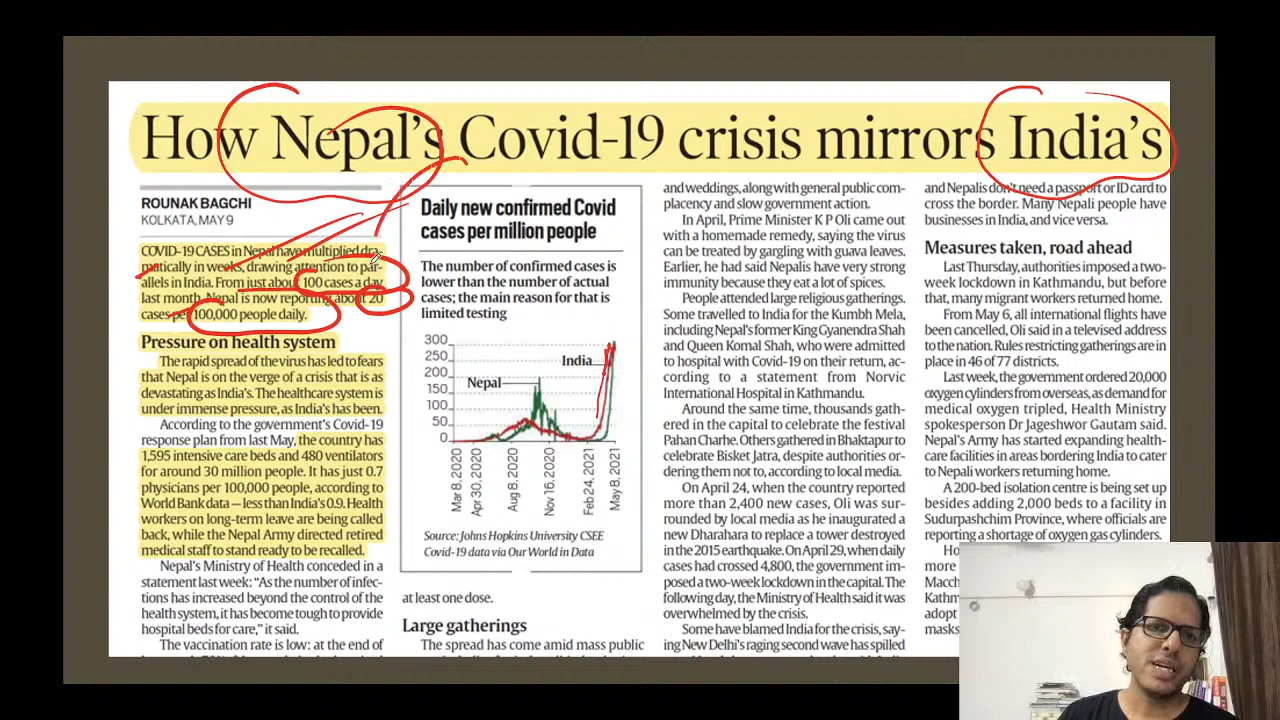 How Nepal's Covid-19 crisis mirrors India's
ROUNAK BAGCHI
KOLKATA, MAY 9
COVID-19 CASES in Nepal have multiplied dra-
matically in weeks, drawing attention to par-
allels in India. From just about 100 cases a day
last month, Nepal is now reporting about 20
cases per 100,000 people daily.
Pressure on health system
The rapid spread of the virus has led to fears
that Nepal is on the verge of a crisis that is as
devastating as India's. The healthcare system is
under immense pressure, as India's has been.
According to the government's Covid-19
response plan from last May, the country has
1,595 intensive care beds and 480 ventilators
for around 30 million people. It has just 0.7
physicians per 100,000 people, according to
World Bank data — less than India's 0.9. Health
workers on long-term leave are being called
back, while the Nepal Army directed retired
medical staff to stand ready to be recalled.
Nepal's Ministry of Health conceded in a
statement last week: "As the number of infec-
tions has increased beyond the control of the
health system, it has become tough to provide
hospital beds for care," it said.
The vaccination rate is low: at the end of
Daily new confirmed Covid
cases per million people
The number of confirmed cases is
lower than the number of actual
cases; the main reason for that is
limited testing
300
250
200
150
100
50
0
India
Nepal
Mar 8, 2020
Apr 30, 2020
Aug 8, 2020
Nov 16, 2020
Feb 24, 2021
May 8, 2021
Source: Johns Hopkins University CSEE
Covid-19 data via Our World in Data
at least one dose.
Large gatherings
The spread has come amid mass public
and weddings, along with general public com-
placency and slow government action.
In April, Prime Minister K P Oli came out
with a homemade remedy, saying the virus
can be treated by gargling with guava leaves.
Earlier, he had said Nepalis have very strong
immunity because they eat a lot of spices.
People attended large religious gatherings.
Some travelled to India for the Kumbh Mela,
including Nepal's former King Gyanendra Shah
and Queen Komal Shah, who were admitted
to hospital with Covid-19 on their return, ac-
cording to a statement from Norvic
International Hospital in Kathmandu.
Around the same time, thousands gath-
ered in the capital to celebrate the festival
Pahan Charhe. Others gathered in Bhaktapur to
celebrate Bisket Jatra, despite authorities or-
dering them not to, according to local media.
On April 24, when the country reported
more than 2,400 new cases, Oli was sur-
rounded by local media as he inaugurated a
new Dharahara to replace a tower destroyed
in the 2015 earthquake. On April 29, when daily
cases had crossed 4,800, the government im-
posed a two-week lockdown in the capital. The
following day, the Ministry of Health said it was
overwhelmed by the crisis.
Some have blamed India for the crisis, say-
ing New Delhi's raging second wave has spilled
and Nepalis don't need a passport or ID card to
cross the border. Many Nepali people have
businesses in India, and vice versa.
Measures taken, road ahead
Last Thursday, authorities imposed a two-
week lockdown in Kathmandu, but before
that, many migrant workers returned home.
From May 6, all international flights have
been cancelled, Oli said in a televised address
to the nation. Rules restricting gatherings are in
place in 46 of 77 districts.
Last week, the government ordered 20,000
oxygen cylinders from overseas, as demand for
medical oxygen tripled, Health Ministry
spokesperson Dr Jageshwor Gautam said.
Nepal's Army has started expanding health-
care facilities in areas bordering India to cater
to Nepali workers returning home.
A 200-bed isolation centre is being set up
besides adding 2,000 beds to a facility in
Sudurpashchim Province, where officials are
reporting a shortage of oxygen gas cylinders.
Ho
more
Macch
Kathm
adopt
masks